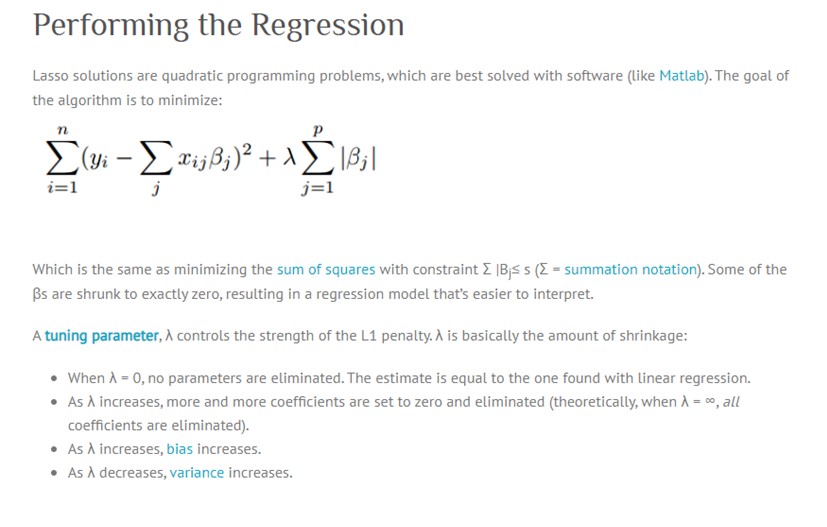 Performing the Regression
Lasso solutions are quadratic programming problems, which are best solved with software (like Matlab). The goal of
the algorithm is to minimize:
\sum_{i=1}^{n}(y_i - \sum_{j} x_{ij}\beta_j)^2 + \lambda \sum_{j=1}^{p} |\beta_j|
Which is the same as minimizing the sum of squares with constraint Σ |Bj≤ s (Σ = summation notation). Some of the
βs are shrunk to exactly zero, resulting in a regression model that's easier to interpret.
A tuning parameter, λ controls the strength of the L1 penalty. λ is basically the amount of shrinkage:
• When λ = 0, no parameters are eliminated. The estimate is equal to the one found with linear regression.
• As λ increases, more and more coefficients are set to zero and eliminated (theoretically, when λ = ∞, all
coefficients are eliminated).
• As λ increases, bias increases.
• As λ decreases, variance increases.